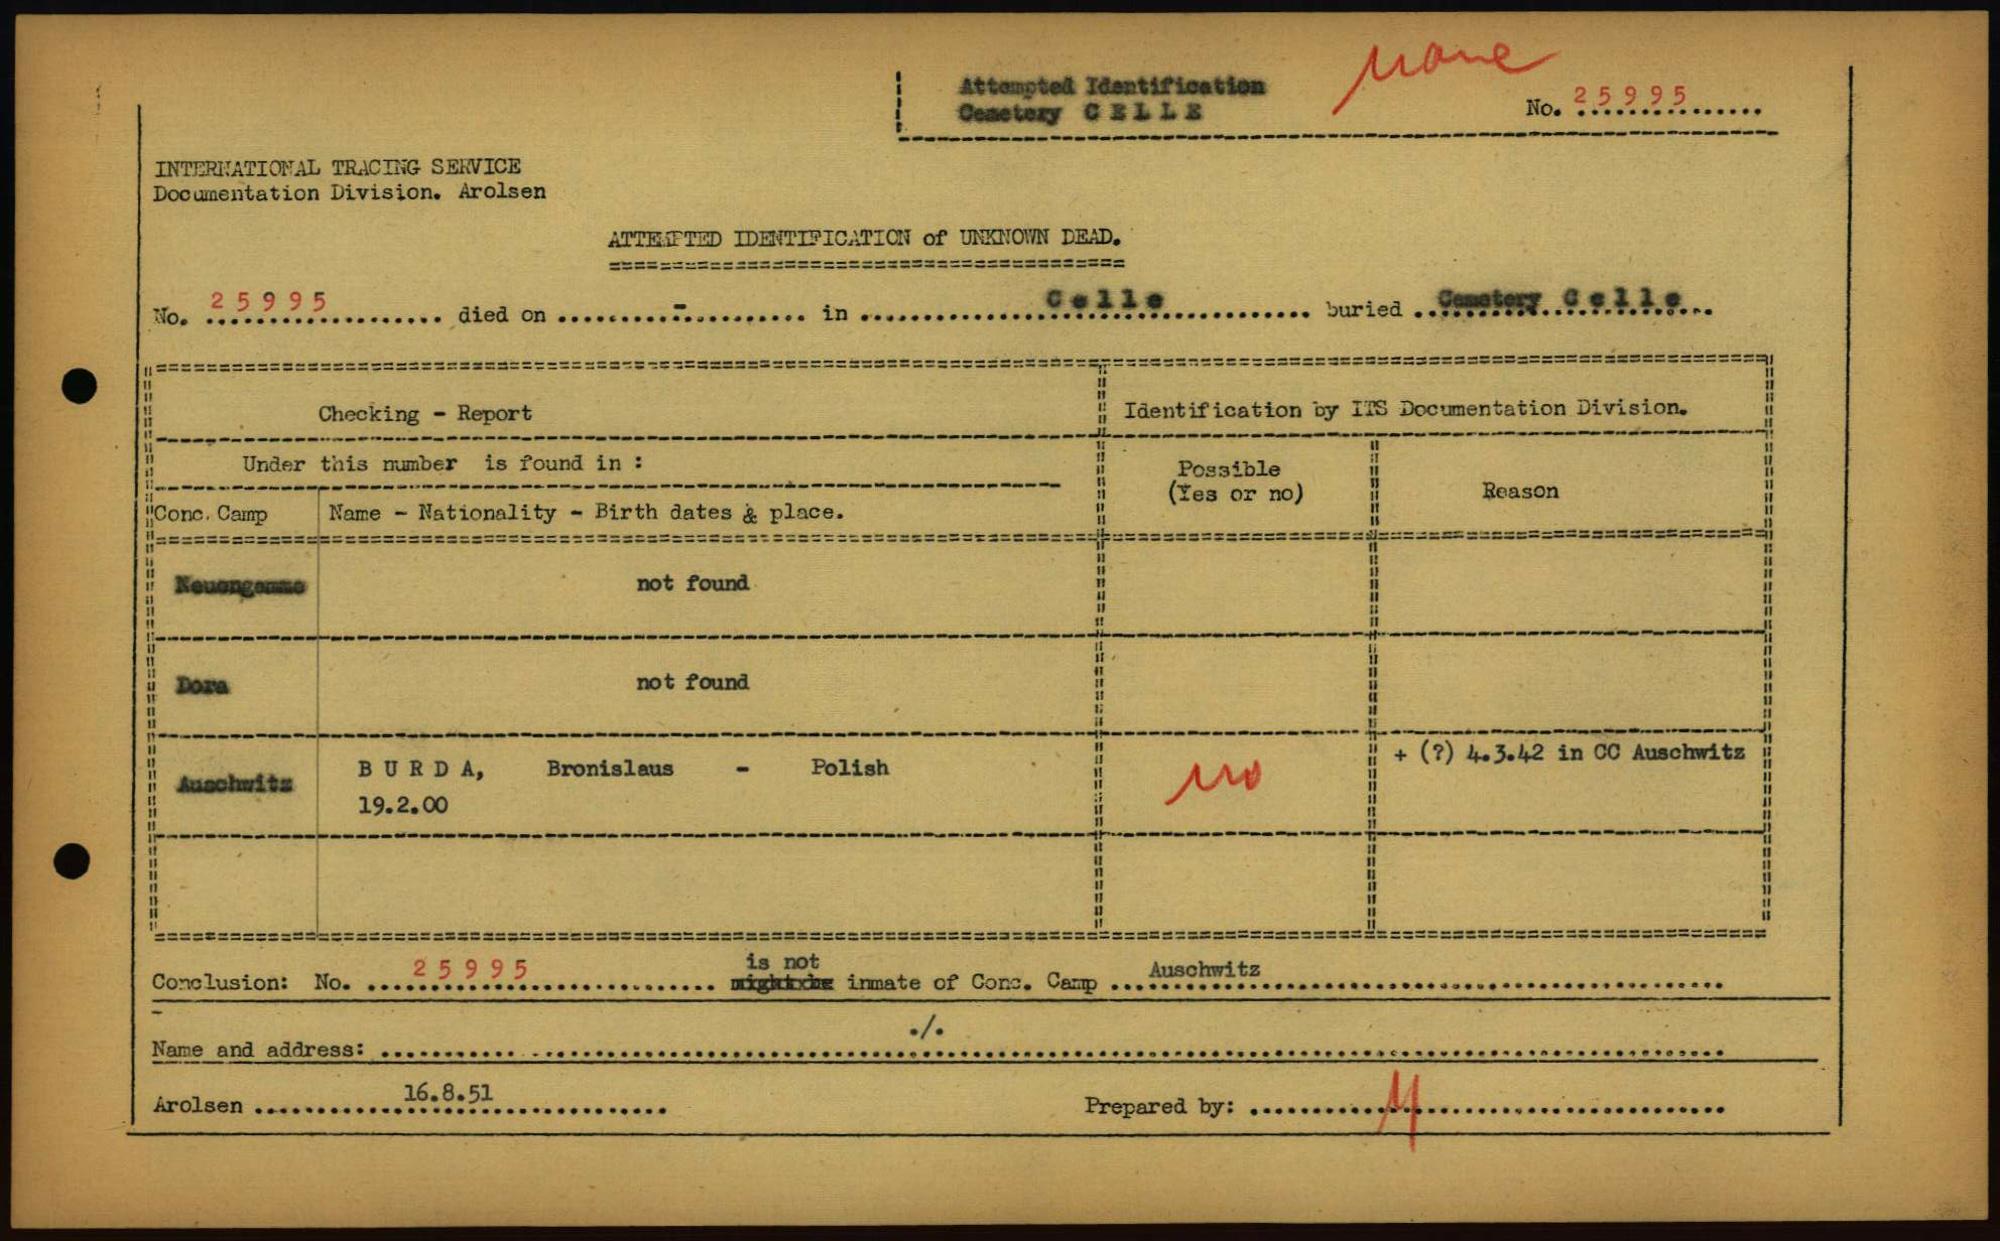 none
Attempted Identification
Cemetery CELLE
No. 25995
INTERNATIONAL TRACING SERVICE
Documentation Division. Arolsen
ATTEMPTED IDENTIFICATION of UNKNOWN DEAD.
No. 25995 died on - in Celle buried Cemetery Celle
Checking - Report
Identification by ITS Documentation Division.
Under this number is found in :
Possible
(Yes or no)
Reason
Conc. Camp
Name - Nationality - Birth dates & place.
Neuengamme not found
Dora not found
Auschwitz BURDA, Bronislaus - Polish
19.2.00
no
+ (?) 4.3.42 in CC Auschwitz
is not
Conclusion: No. 25995 might be inmate of Conc. Camp Auschwitz
Name and address: ./.
Arolsen 16.8.51 Prepared by: